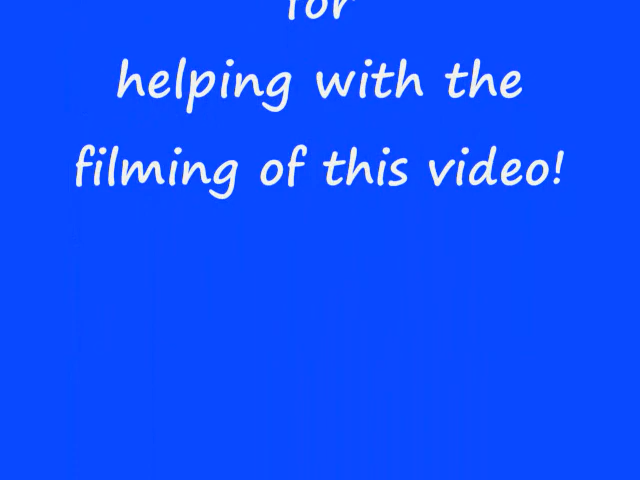 for
helping with the
filming of this video!